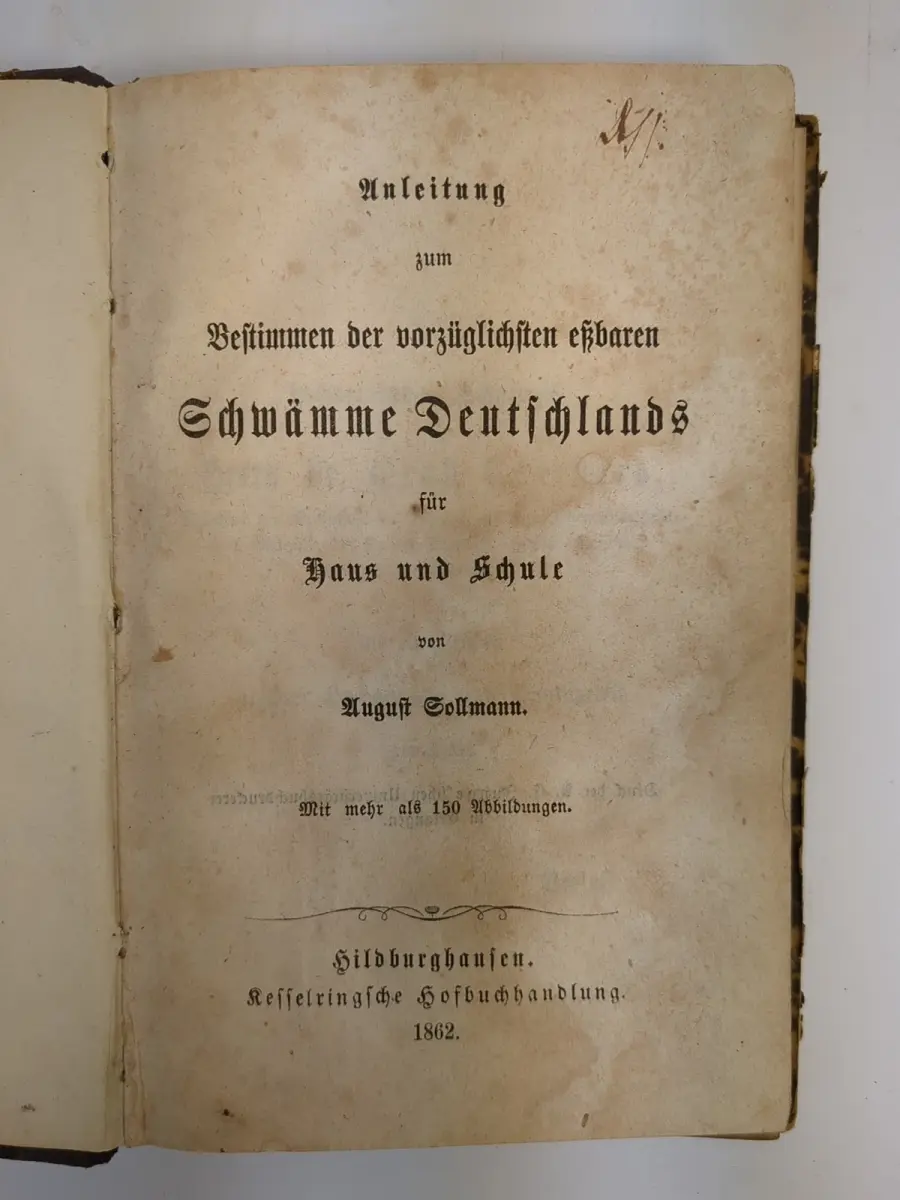 Anleitung
zum
Bestimmen der vorzüglichsten eßbaren
Schwämme Deutschlands
für
Haus und Schule
von
August Sollmann.
Mit mehr als 150 Abbildungen.
Hildburghausen.
Kesselringsche Hofbuchhandlung.
1862.